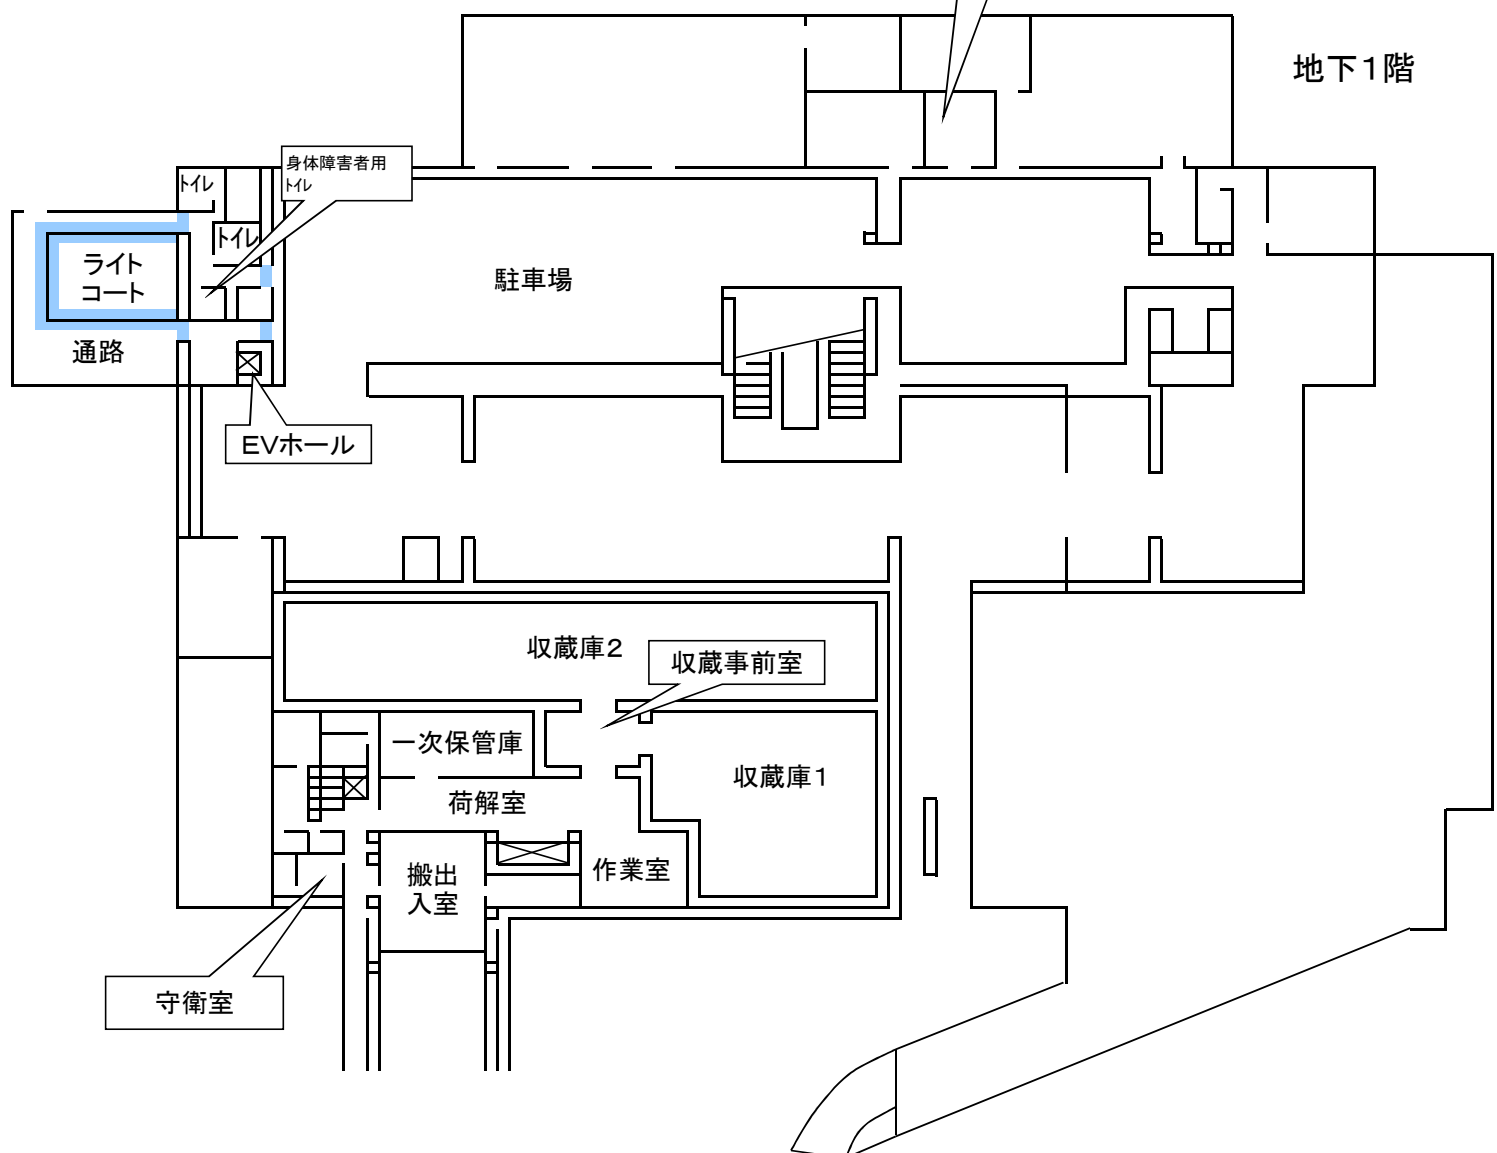 地下1階
身体障害者用
トイレ
トイレ
トイレ
ライト
コート
駐車場
通路
EVホール
収蔵庫2
収蔵事前室
一次保管庫
収蔵庫1
荷解室
作業室
搬出
入室
守衛室